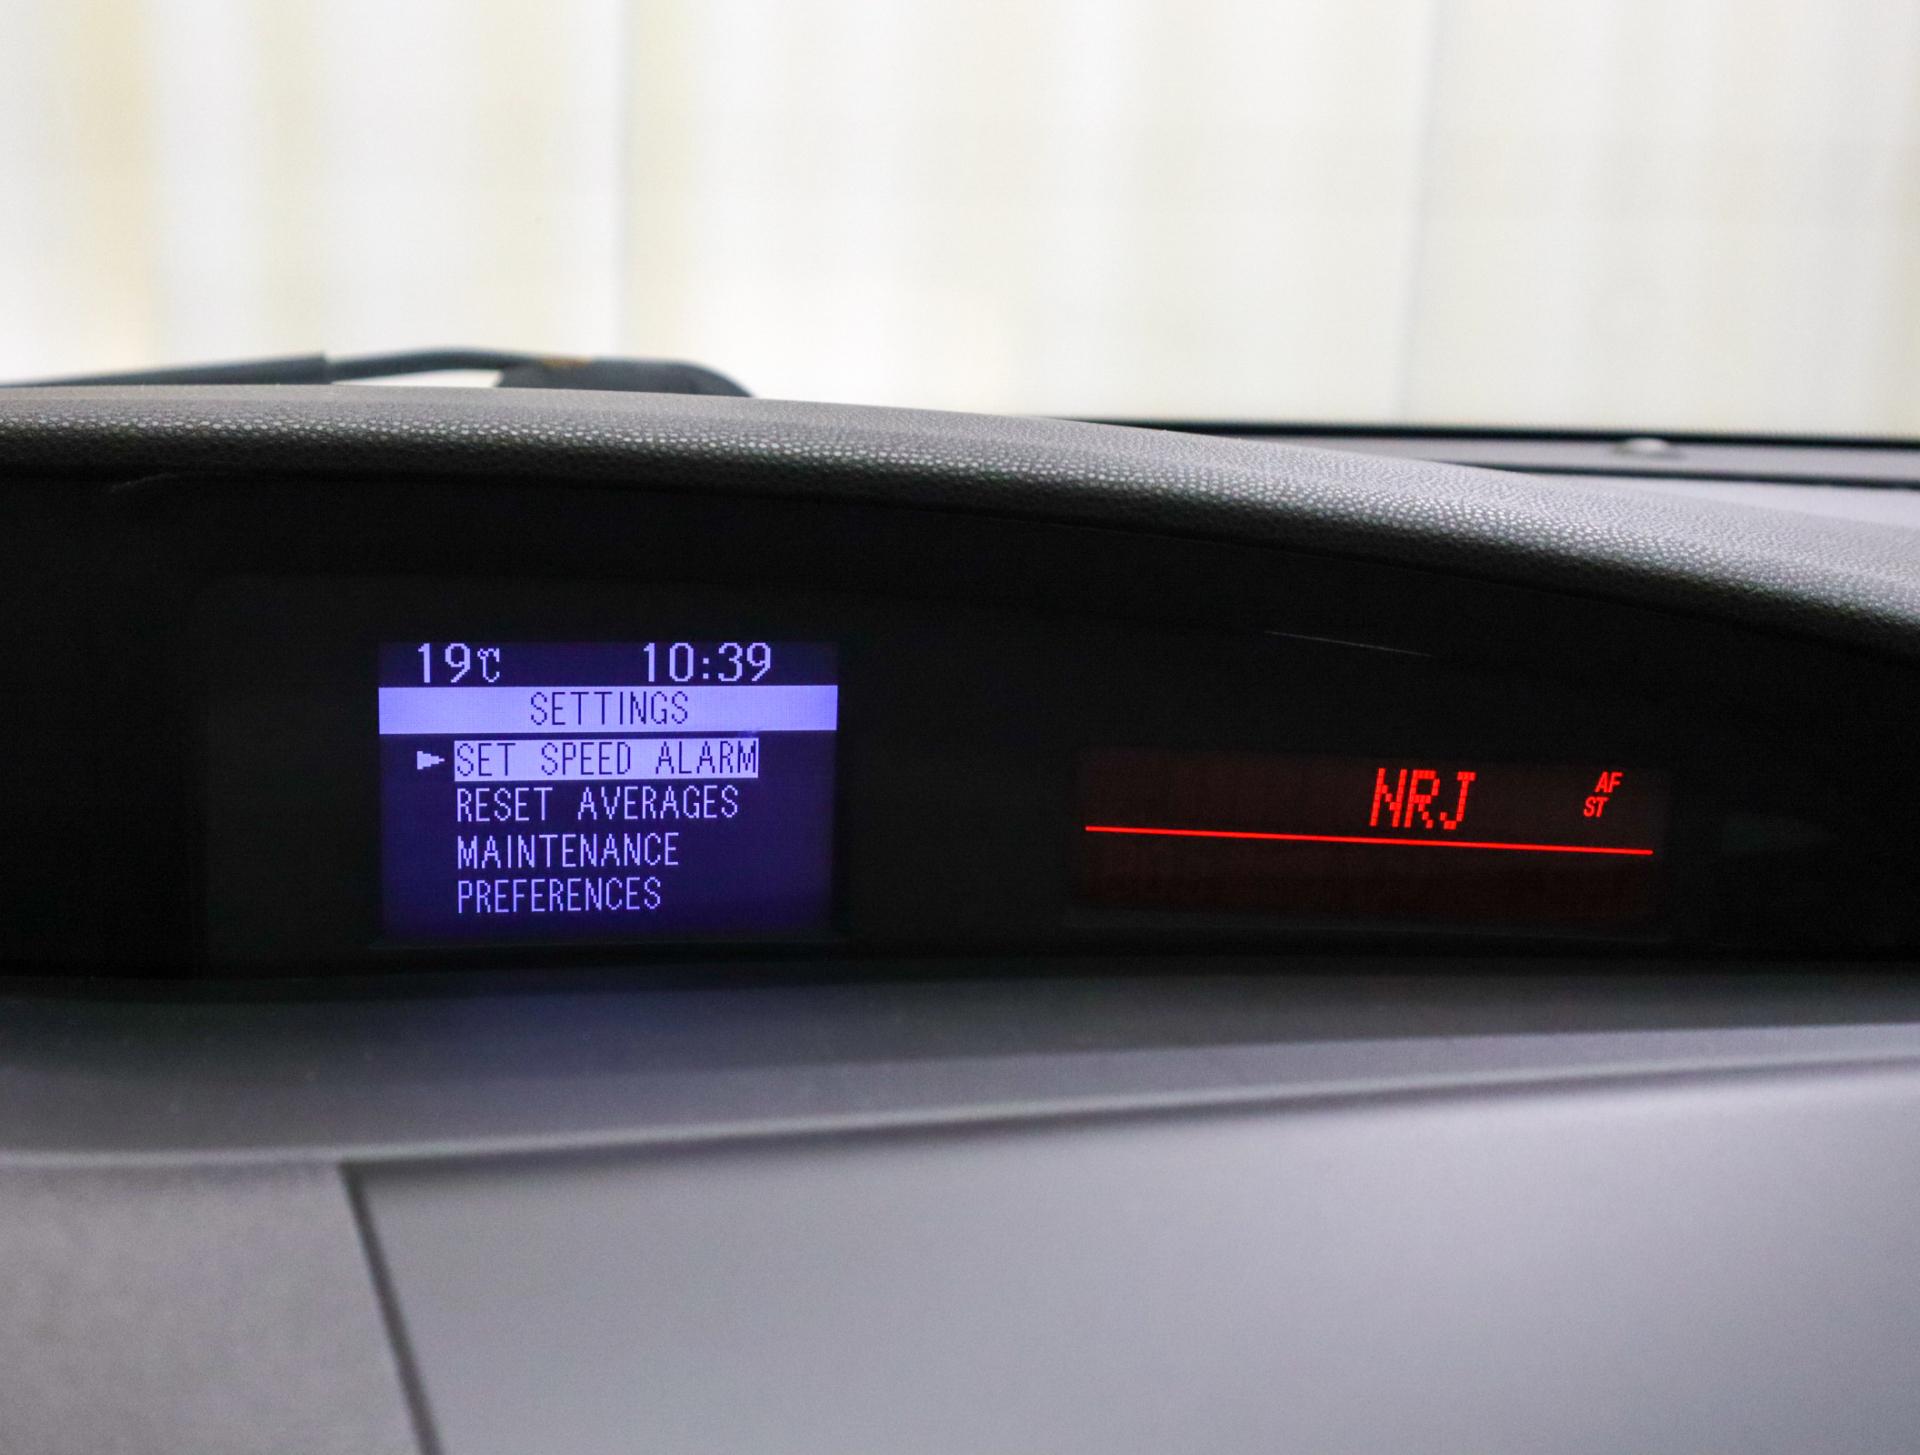 19℃ 10:39
SETTINGS
SET SPEED ALARM
RESET AVERAGES
MAINTENANCE
PREFERENCES
NRJ
AF
ST